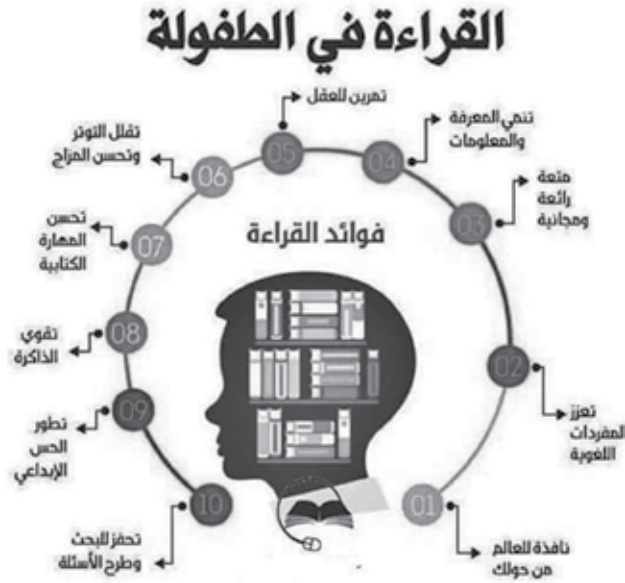 القراءة في الطفولة
فوائد القراءة
01
نافذة للعالم
من حولك
02
تعزز
المفردات
اللغوية
03
متعة
رائعة
ومجانية
04
تنمي المعرفة
والمعلومات
05
تمرين للعقل
06
تقلل التوتر
وتحسن المزاج
07
تحسن
المهارة
الكتابية
08
تقوي
الذاكرة
09
تطور
الحس
الإبداعي
10
تحفز للبحث
وطرح الأسئلة